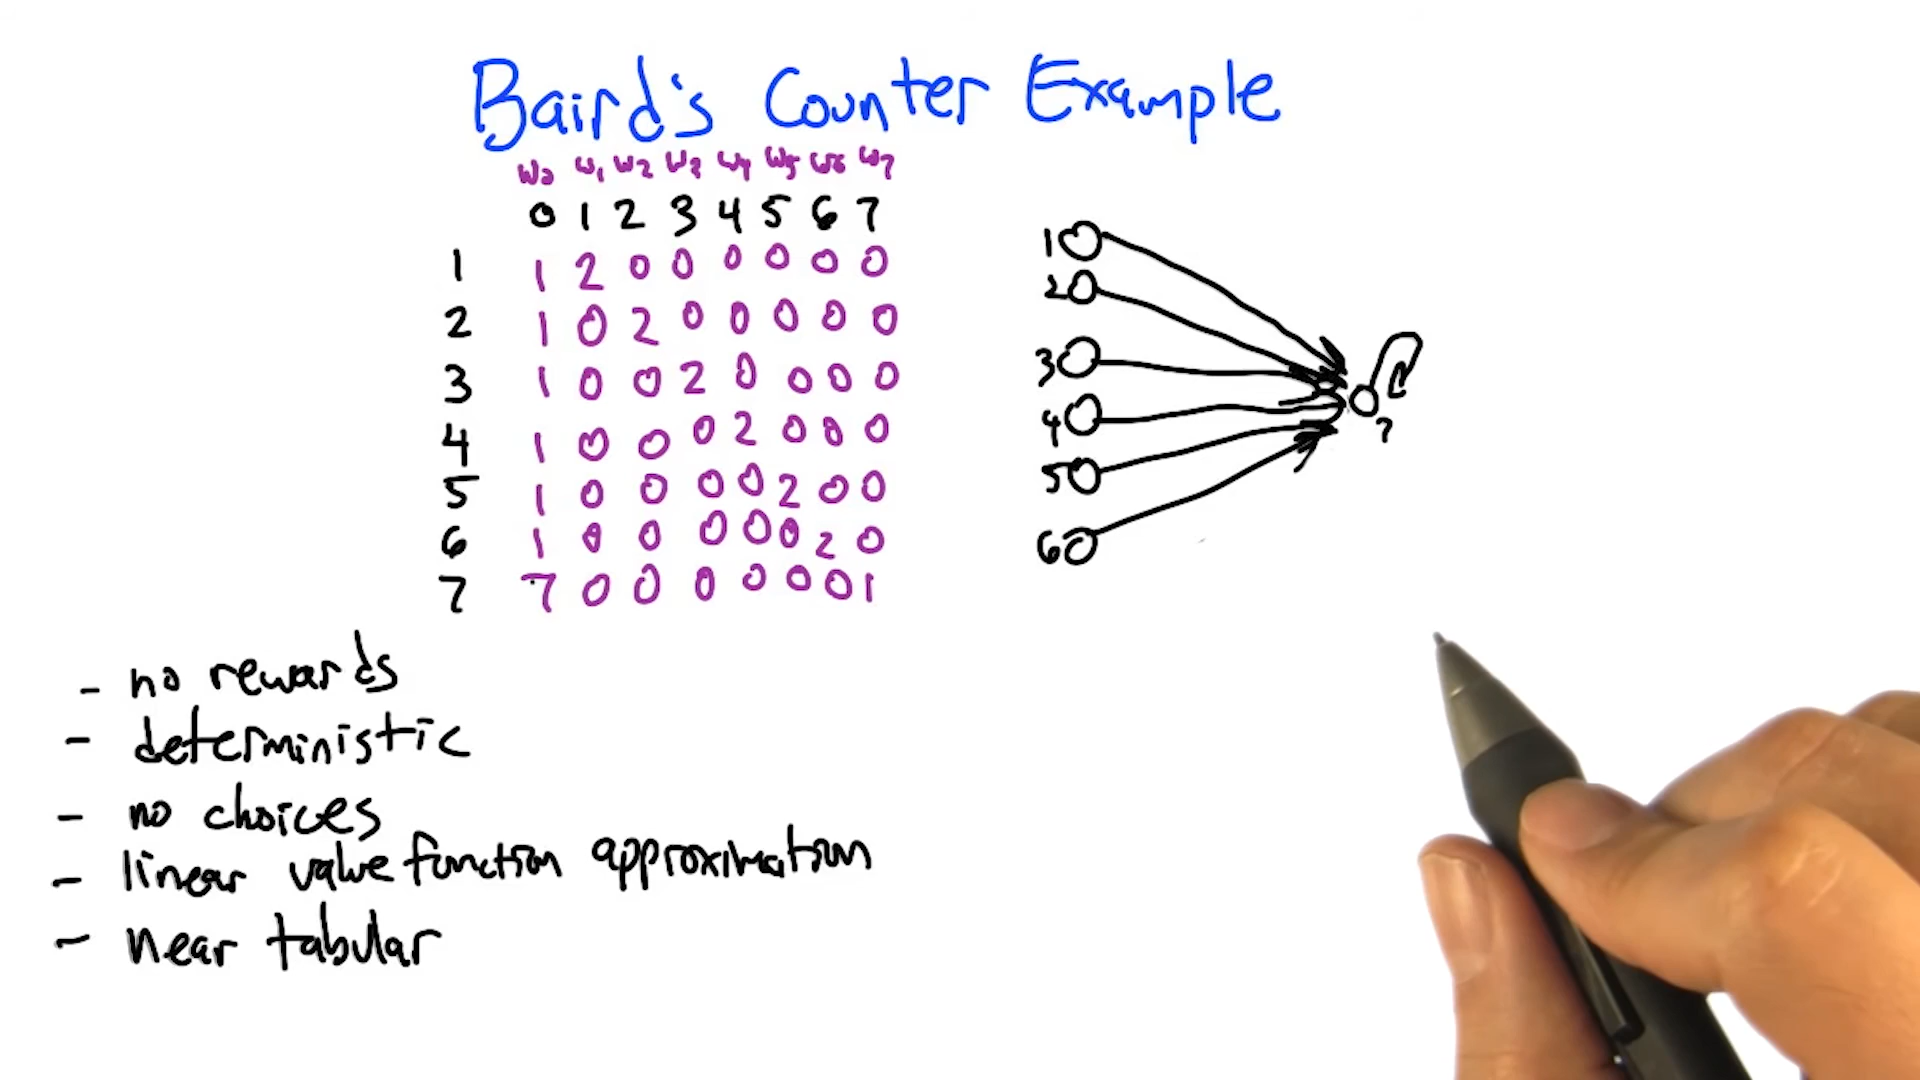 Baird's Counter Example
w0 w1 w2 w3 w4 w5 w6 w7
0 1 2 3 4 5 6 7
1 1 2 0 0 0 0 0 0
2 1 0 2 0 0 0 0 0
3 1 0 0 2 0 0 0 0
4 1 0 0 0 2 0 0 0
5 1 0 0 0 0 2 0 0
6 1 0 0 0 0 0 2 0
7 7 0 0 0 0 0 0 1
1
2
3
4
5
6
7
- no rewards
- deterministic
- no choices
- linear value function approximation
- near tabular